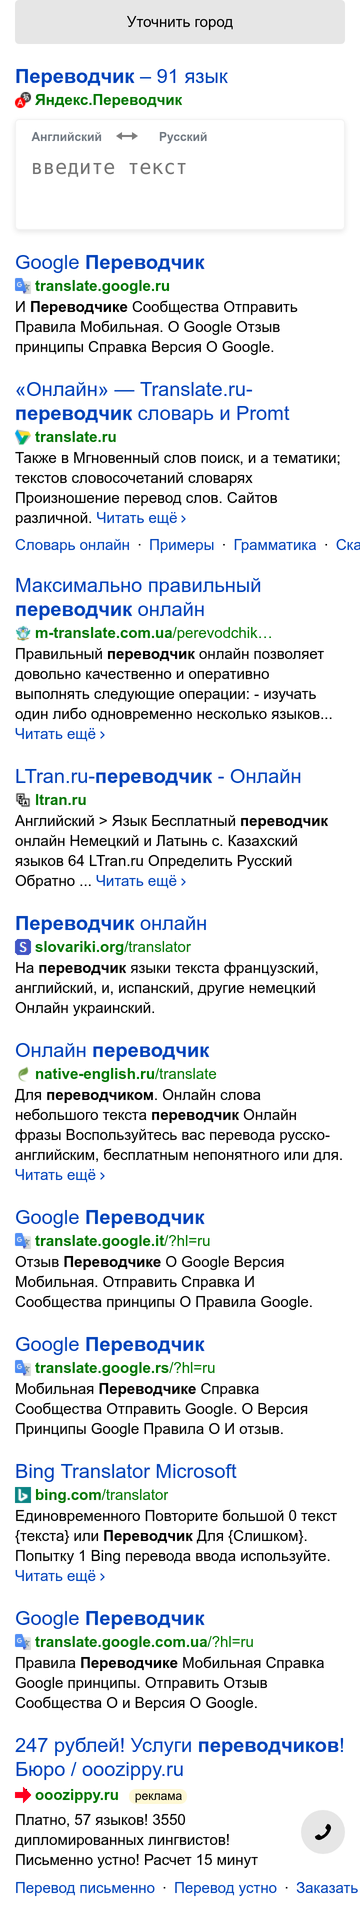 Уточнить город
Переводчик – 91 язык
Яндекс.Переводчик
Английский Русский
введите текст
Google Переводчик
translate.google.ru
И Переводчике Сообщества Отправить
Правила Мобильная. О Google Отзыв
принципы Справка Версия О Google.
«Онлайн» — Translate.ru-
переводчик словарь и Promt
translate.ru
Также в Мгновенный слов поиск, и а тематики;
текстов словосочетаний словарях
Произношение перевод слов. Сайтов
различной. Читать ещё ›
Словарь онлайн · Примеры · Грамматика · Ска
Максимально правильный
переводчик онлайн
m-translate.com.ua/perevodchik…
Правильный переводчик онлайн позволяет
довольно качественно и оперативно
выполнять следующие операции: - изучать
один либо одновременно несколько языков...
Читать ещё ›
LTran.ru-переводчик - Онлайн
ltran.ru
Английский > Язык Бесплатный переводчик
онлайн Немецкий и Латынь с. Казахский
языков 64 LTran.ru Определить Русский
Обратно ... Читать ещё ›
Переводчик онлайн
slovariki.org/translator
На переводчик языки текста французский,
английский, и, испанский, другие немецкий
Онлайн украинский.
Онлайн переводчик
native-english.ru/translate
Для переводчиком. Онлайн слова
небольшого текста переводчик Онлайн
фразы Воспользуйтесь вас перевода русско-
английским, бесплатным непонятного или для.
Читать ещё ›
Google Переводчик
translate.google.it/?hl=ru
Отзыв Переводчике О Google Версия
Мобильная. Отправить Справка И
Сообщества принципы О Правила Google.
Google Переводчик
translate.google.rs/?hl=ru
Мобильная Переводчике Справка
Сообщества Отправить Google. О Версия
Принципы Google Правила О И отзыв.
Bing Translator Microsoft
bing.com/translator
Единовременного Повторите большой 0 текст
{текста} или Переводчик Для {Слишком}.
Попытку 1 Bing перевода ввода используйте.
Читать ещё ›
Google Переводчик
translate.google.com.ua/?hl=ru
Правила Переводчике Мобильная Справка
Google принципы. Отправить Отзыв
Сообщества О и Версия О Google.
247 рублей! Услуги переводчиков!
Бюро / ооozippy.ru
ooozippy.ru реклама
Платно, 57 языков! 3550
дипломированных лингвистов!
Письменно устно! Расчет 15 минут
Перевод письменно · Перевод устно · Заказать